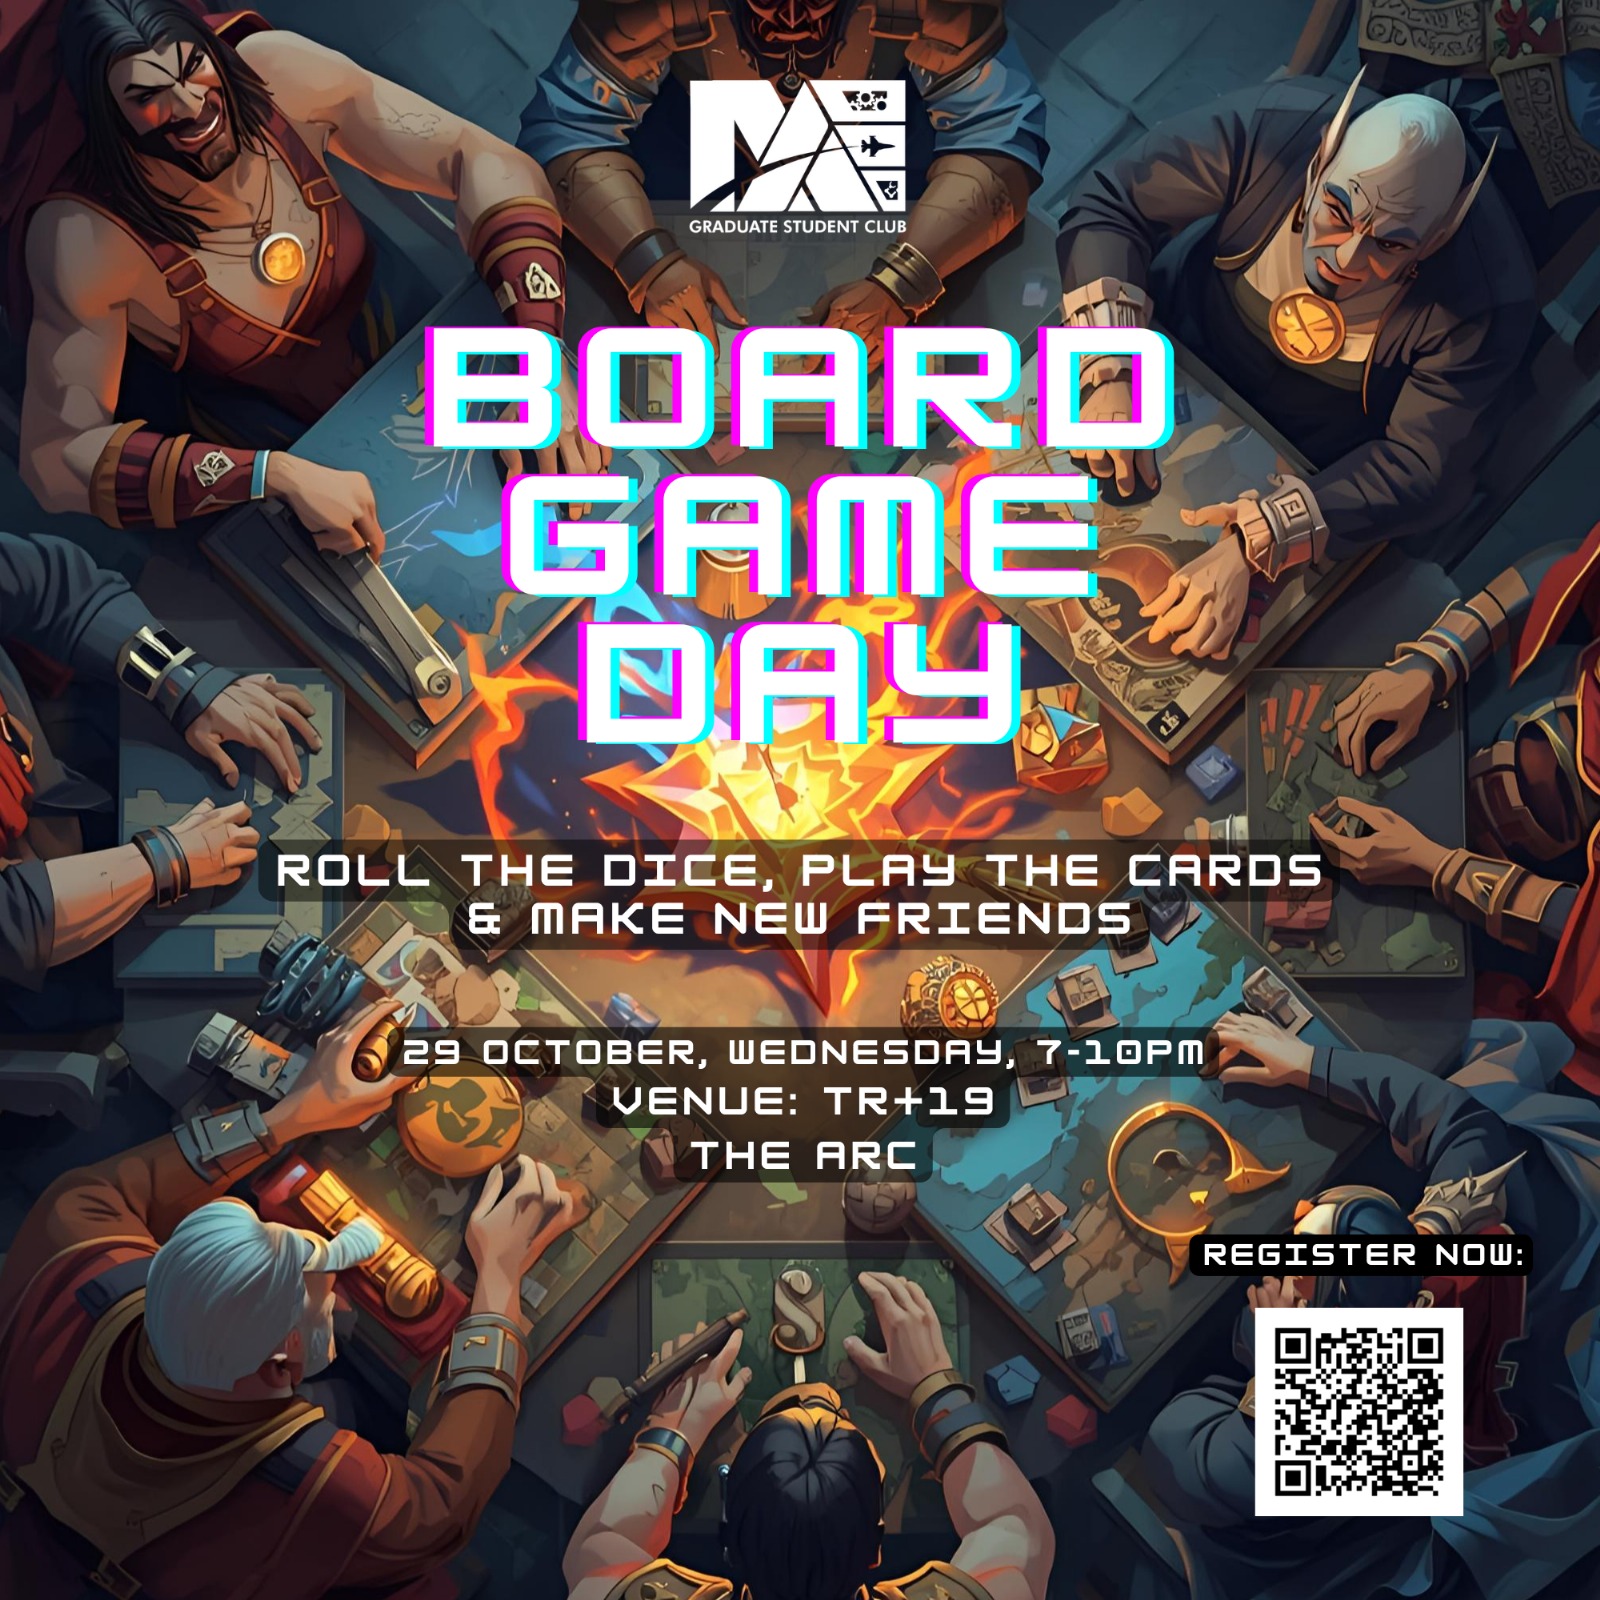 MAE
GRADUATE STUDENT CLUB
BOARD
GAME
DAY
ROLL THE DICE, PLAY THE CARDS
& MAKE NEW FRIENDS
29 OCTOBER, WEDNESDAY, 7-10PM
VENUE: TR+19
THE ARC
REGISTER NOW: